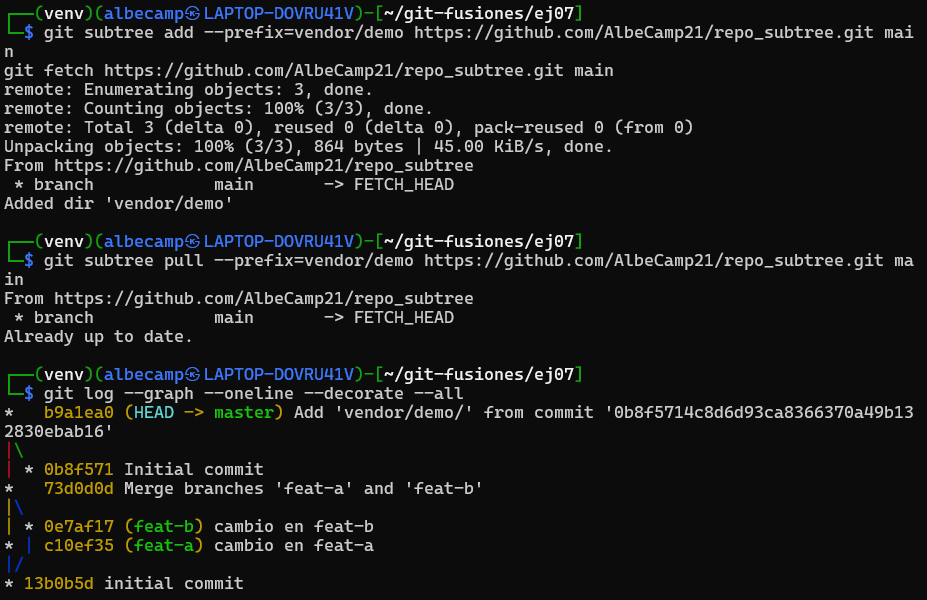 ┌──(venv)(albecamp㉿LAPTOP-DOVRU41V)-[~/git-fusiones/ej07]
└─$ git subtree add --prefix=vendor/demo https://github.com/AlbeCamp21/repo_subtree.git mai
n
git fetch https://github.com/AlbeCamp21/repo_subtree.git main
remote: Enumerating objects: 3, done.
remote: Counting objects: 100% (3/3), done.
remote: Total 3 (delta 0), reused 0 (delta 0), pack-reused 0 (from 0)
Unpacking objects: 100% (3/3), 864 bytes | 45.00 KiB/s, done.
From https://github.com/AlbeCamp21/repo_subtree
 * branch            main       -> FETCH_HEAD
Added dir 'vendor/demo'

┌──(venv)(albecamp㉿LAPTOP-DOVRU41V)-[~/git-fusiones/ej07]
└─$ git subtree pull --prefix=vendor/demo https://github.com/AlbeCamp21/repo_subtree.git ma
in
From https://github.com/AlbeCamp21/repo_subtree
 * branch            main       -> FETCH_HEAD
Already up to date.

┌──(venv)(albecamp㉿LAPTOP-DOVRU41V)-[~/git-fusiones/ej07]
└─$ git log --graph --oneline --decorate --all
*   b9a1ea0 (HEAD -> master) Add 'vendor/demo/' from commit '0b8f5714c8d6d93ca8366370a49b13
2830ebab16'
|\
| * 0b8f571 Initial commit
*   73d0d0d Merge branches 'feat-a' and 'feat-b'
|\
| * 0e7af17 (feat-b) cambio en feat-b
* | c10ef35 (feat-a) cambio en feat-a
|/
* 13b0b5d initial commit